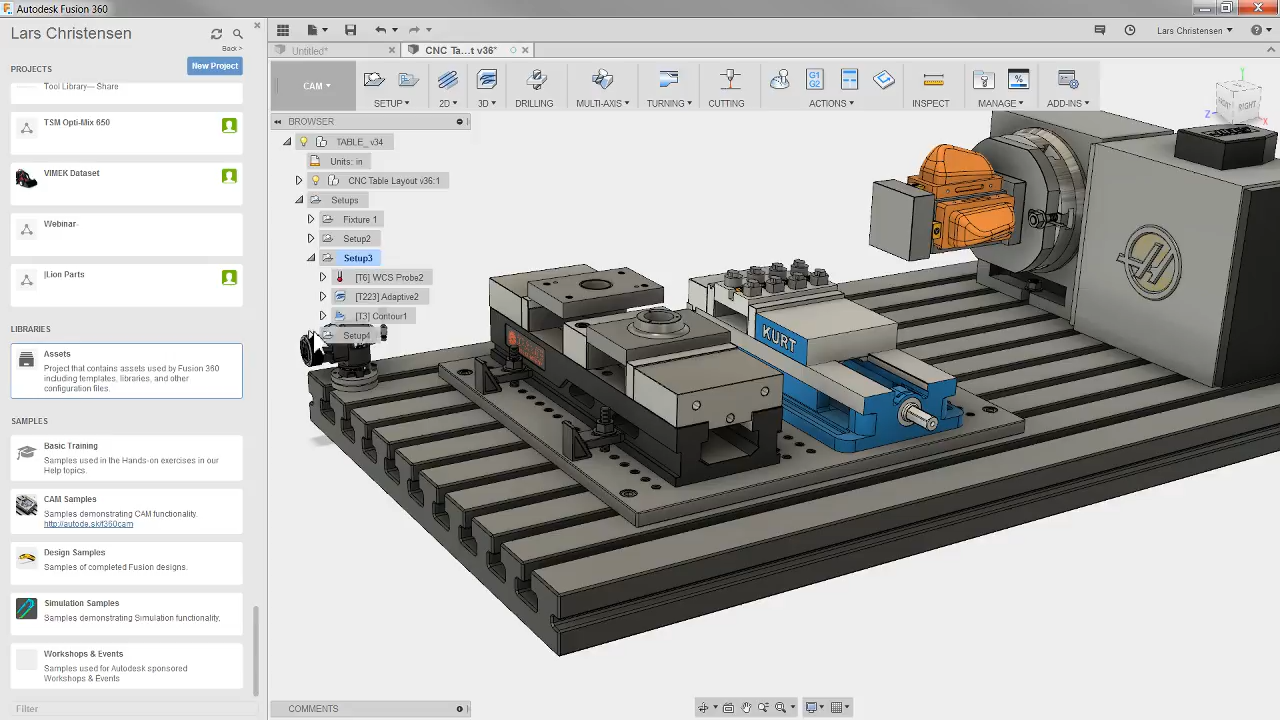 Autodesk Fusion 360
Lars Christensen
Back >
PROJECTS
New Project
Tool Library— Share
TSM Opti-Mix 650
VIMEK Dataset
Webinar
|Lion Parts
LIBRARIES
Assets
Project that contains assets used by Fusion 360
including templates, libraries, and other
configuration files.
SAMPLES
Basic Training
Samples used in the Hands-on exercises in our
Help topics.
CAM Samples
Samples demonstrating CAM functionality.
http://autode.sk/f360cam
Design Samples
Samples of completed Fusion designs.
Simulation Samples
Samples demonstrating Simulation functionality.
Workshops & Events
Samples used for Autodesk sponsored
Workshops & Events
Filter
Lars Christensen
Untitled*
CNC Ta...t v36*
CAM
SETUP
2D
3D
DRILLING
MULTI-AXIS
TURNING
CUTTING
G1
G2
ACTIONS
INSPECT
MANAGE
ADD-INS
BROWSER
TABLE_ v34
Units: in
CNC Table Layout v36:1
Setups
Fixture 1
Setup2
Setup3
[T6] WCS Probe2
[T223] Adaptive2
[T3] Contour1
Setup4
KURT
Y
Z
X
RIGHT
COMMENTS